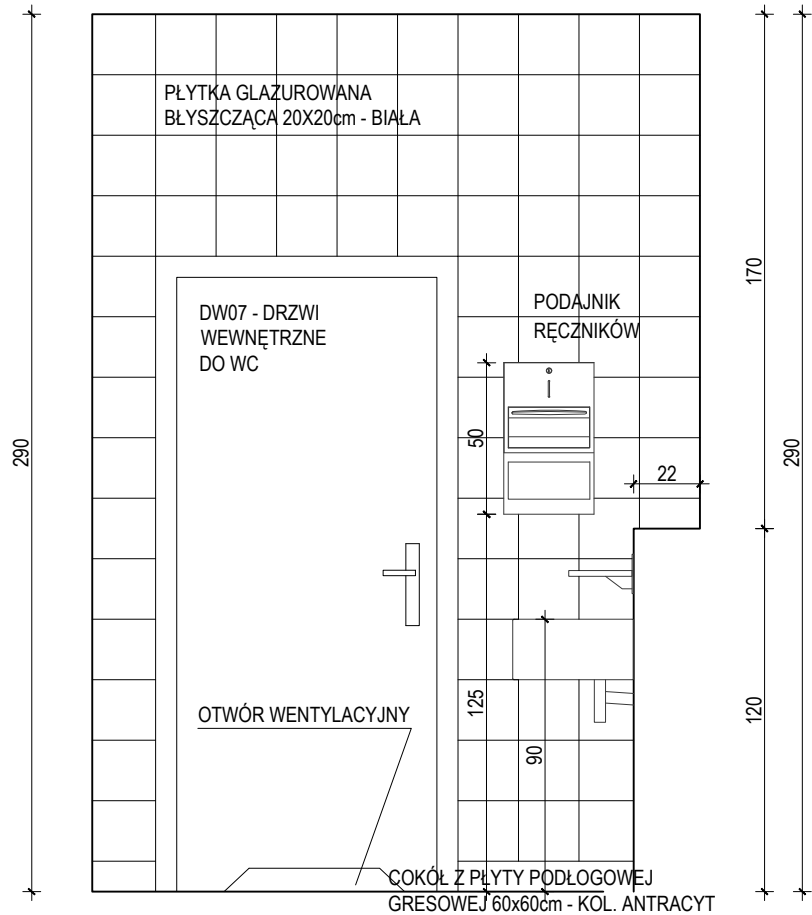 PŁYTKA GLAZUROWANA
BŁYSZCZĄCA 20X20cm - BIAŁA
DW07 - DRZWI
WEWNĘTRZNE
DO WC
PODAJNIK
RĘCZNIKÓW
170
290
290
50
22
125
90
120
OTWÓR WENTYLACYJNY
COKÓŁ Z PŁYTY PODŁOGOWEJ
GRESOWEJ 60x60cm - KOL. ANTRACYT